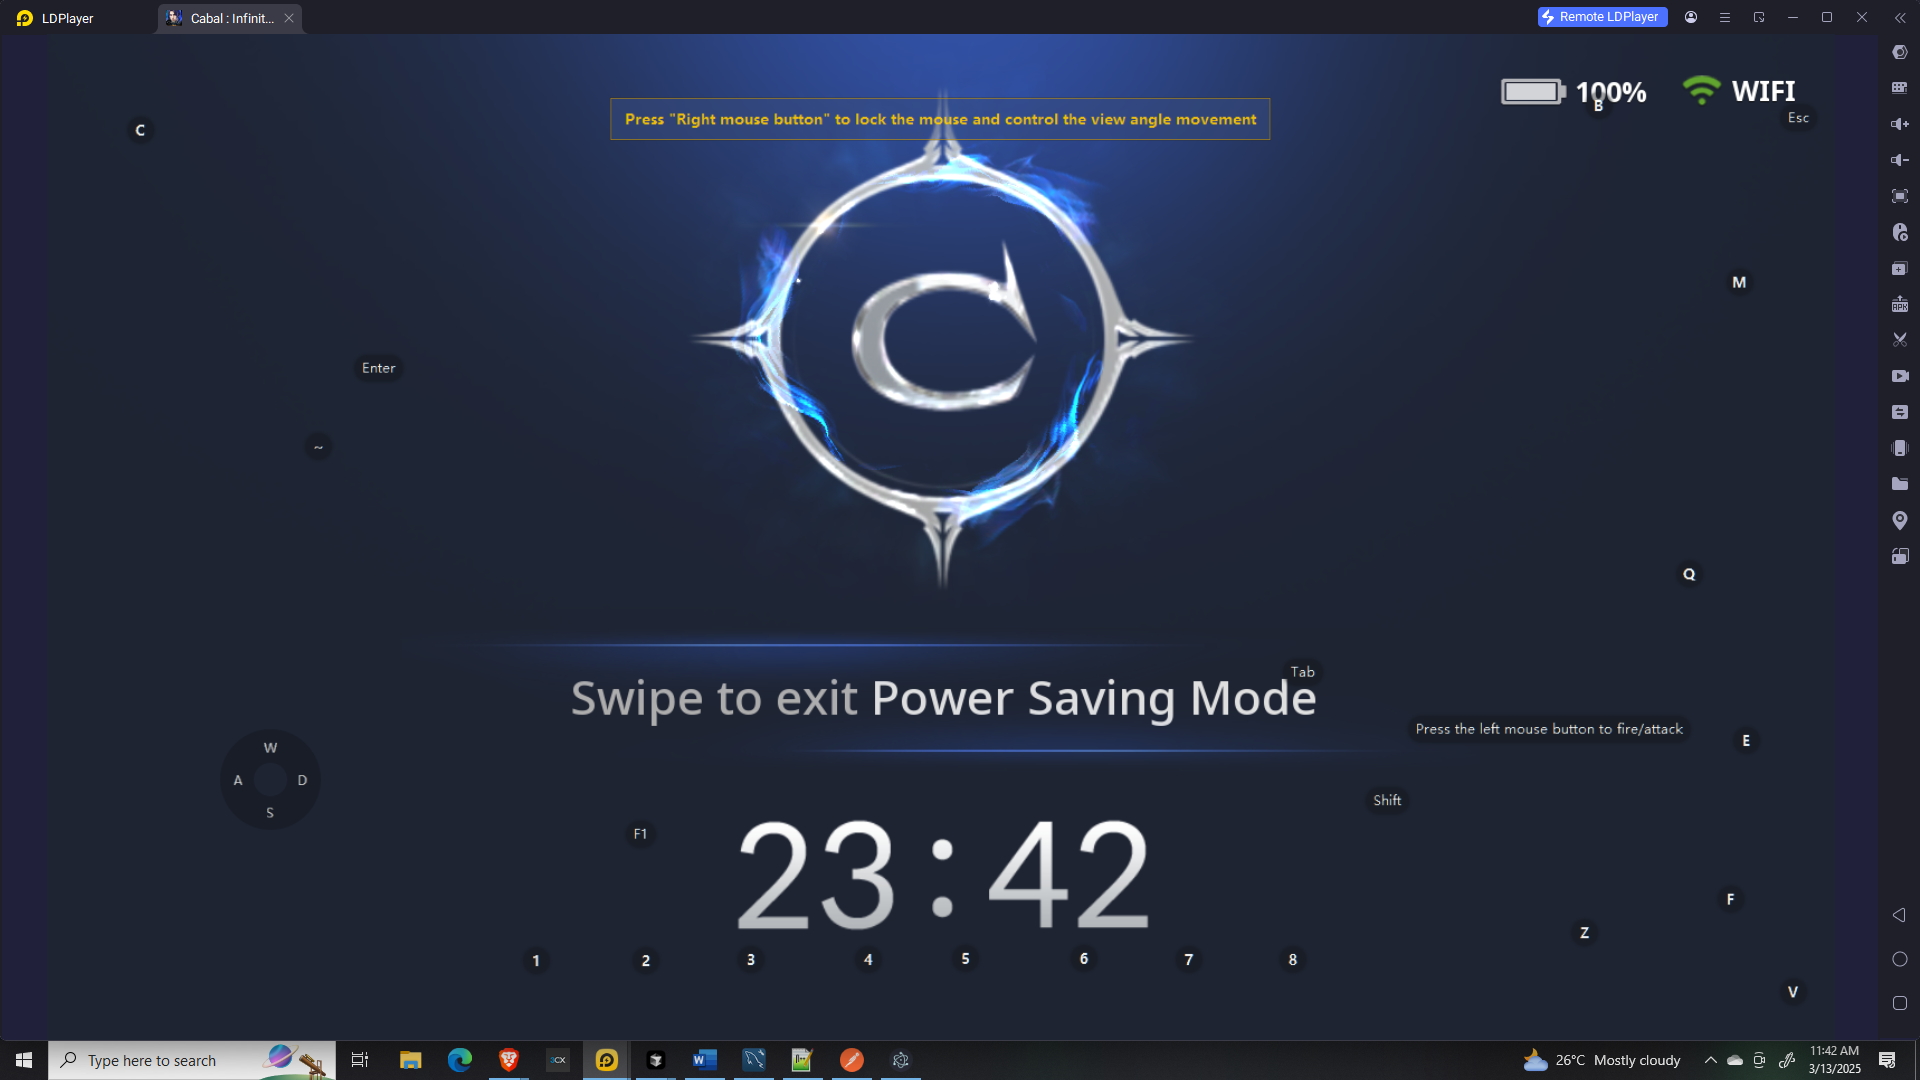 LDPlayer
Cabal : Infinit...
Remote LDPlayer
100%
WIFI
B
Esc
C
Press "Right mouse button" to lock the mouse and control the view angle movement
C
M
Enter
~
Q
Tab
Swipe to exit Power Saving Mode
Press the left mouse button to fire/attack
E
W
A
D
S
Shift
F1
23:42
F
Z
1
2
3
4
5
6
7
8
V
APK
Type here to search
3CX
W
26°C Mostly cloudy
11:42 AM
3/13/2025